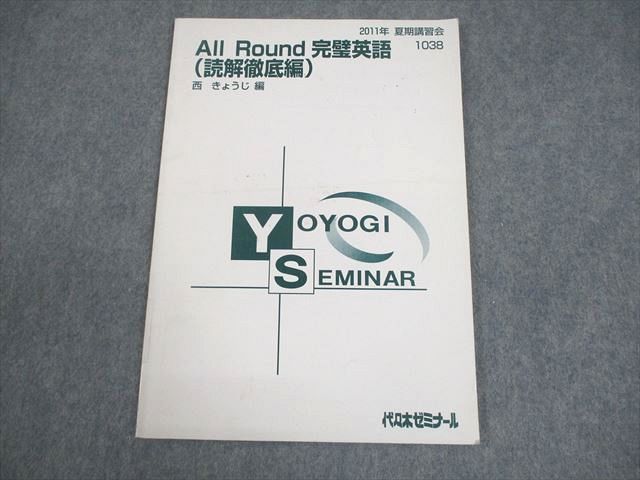 2011年 夏期講習会
All Round 完璧英語 1038
(読解徹底編)
西 きょうじ 編
YOYOGI
SEMINAR
代々木ゼミナール